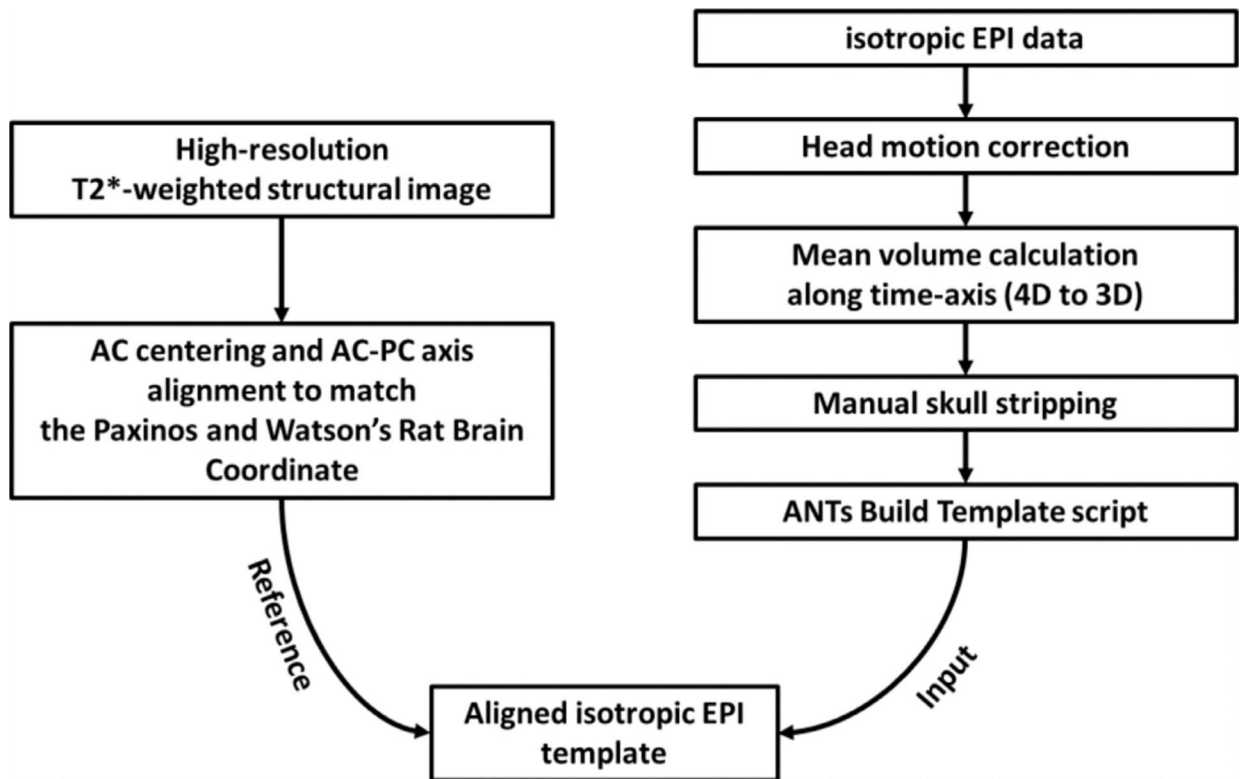 isotropic EPI data
High-resolution
T2*-weighted structural image
Head motion correction
Mean volume calculation
along time-axis (4D to 3D)
AC centering and AC-PC axis
alignment to match
the Paxinos and Watson's Rat Brain
Coordinate
Manual skull stripping
ANTs Build Template script
Reference
Input
Aligned isotropic EPI
template